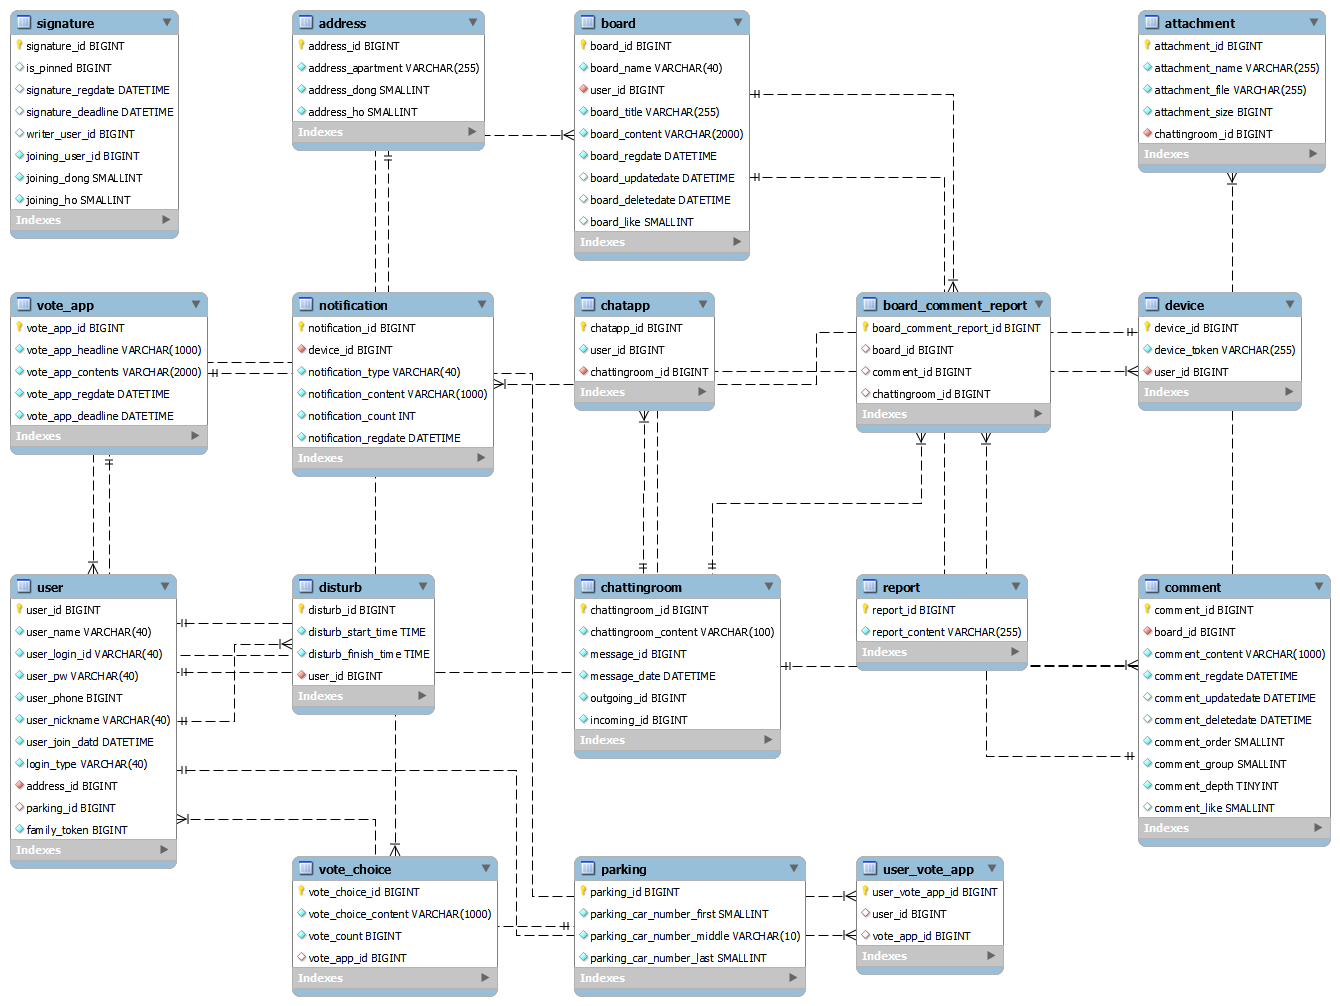 signature
signature_id BIGINT
is_pinned BIGINT
signature_regdate DATETIME
signature_deadline DATETIME
writer_user_id BIGINT
joining_user_id BIGINT
joining_dong SMALLINT
joining_ho SMALLINT
Indexes
address
address_id BIGINT
address_apartment VARCHAR(255)
address_dong SMALLINT
address_ho SMALLINT
Indexes
board
board_id BIGINT
board_name VARCHAR(40)
user_id BIGINT
board_title VARCHAR(255)
board_content VARCHAR(2000)
board_regdate DATETIME
board_updatedate DATETIME
board_deletedate DATETIME
board_like SMALLINT
Indexes
attachment
attachment_id BIGINT
attachment_name VARCHAR(255)
attachment_file VARCHAR(255)
attachment_size BIGINT
chattingroom_id BIGINT
Indexes
vote_app
vote_app_id BIGINT
vote_app_headline VARCHAR(1000)
vote_app_contents VARCHAR(2000)
vote_app_regdate DATETIME
vote_app_deadline DATETIME
Indexes
notification
notification_id BIGINT
device_id BIGINT
notification_type VARCHAR(40)
notification_content VARCHAR(1000)
notification_count INT
notification_regdate DATETIME
Indexes
chatapp
chatapp_id BIGINT
user_id BIGINT
chattingroom_id BIGINT
Indexes
board_comment_report
board_comment_report_id BIGINT
board_id BIGINT
comment_id BIGINT
chattingroom_id BIGINT
Indexes
device
device_id BIGINT
device_token VARCHAR(255)
user_id BIGINT
Indexes
user
user_id BIGINT
user_name VARCHAR(40)
user_login_id VARCHAR(40)
user_pw VARCHAR(40)
user_phone BIGINT
user_nickname VARCHAR(40)
user_join_datd DATETIME
login_type VARCHAR(40)
address_id BIGINT
parking_id BIGINT
family_token BIGINT
Indexes
disturb
disturb_id BIGINT
disturb_start_time TIME
disturb_finish_time TIME
user_id BIGINT
Indexes
chattingroom
chattingroom_id BIGINT
chattingroom_content VARCHAR(100)
message_id BIGINT
message_date DATETIME
outgoing_id BIGINT
incoming_id BIGINT
Indexes
report
report_id BIGINT
report_content VARCHAR(255)
Indexes
comment
comment_id BIGINT
board_id BIGINT
comment_content VARCHAR(1000)
comment_regdate DATETIME
comment_updatedate DATETIME
comment_deletedate DATETIME
comment_order SMALLINT
comment_group SMALLINT
comment_depth TINYINT
comment_like SMALLINT
Indexes
vote_choice
vote_choice_id BIGINT
vote_choice_content VARCHAR(1000)
vote_count BIGINT
vote_app_id BIGINT
Indexes
parking
parking_id BIGINT
parking_car_number_first SMALLINT
parking_car_number_middle VARCHAR(10)
parking_car_number_last SMALLINT
Indexes
user_vote_app
user_vote_app_id BIGINT
user_id BIGINT
vote_app_id BIGINT
Indexes